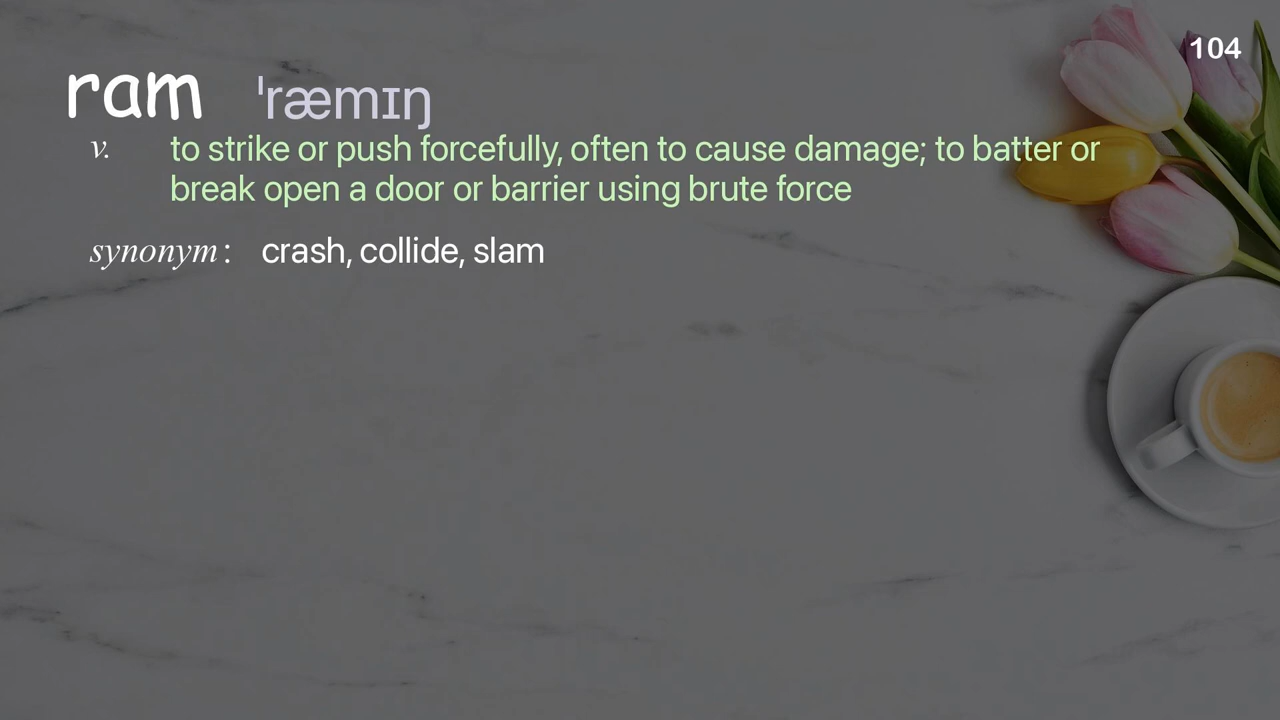 104
ram ˈræmɪŋ
v. to strike or push forcefully, often to cause damage; to batter or
break open a door or barrier using brute force
synonym : crash, collide, slam